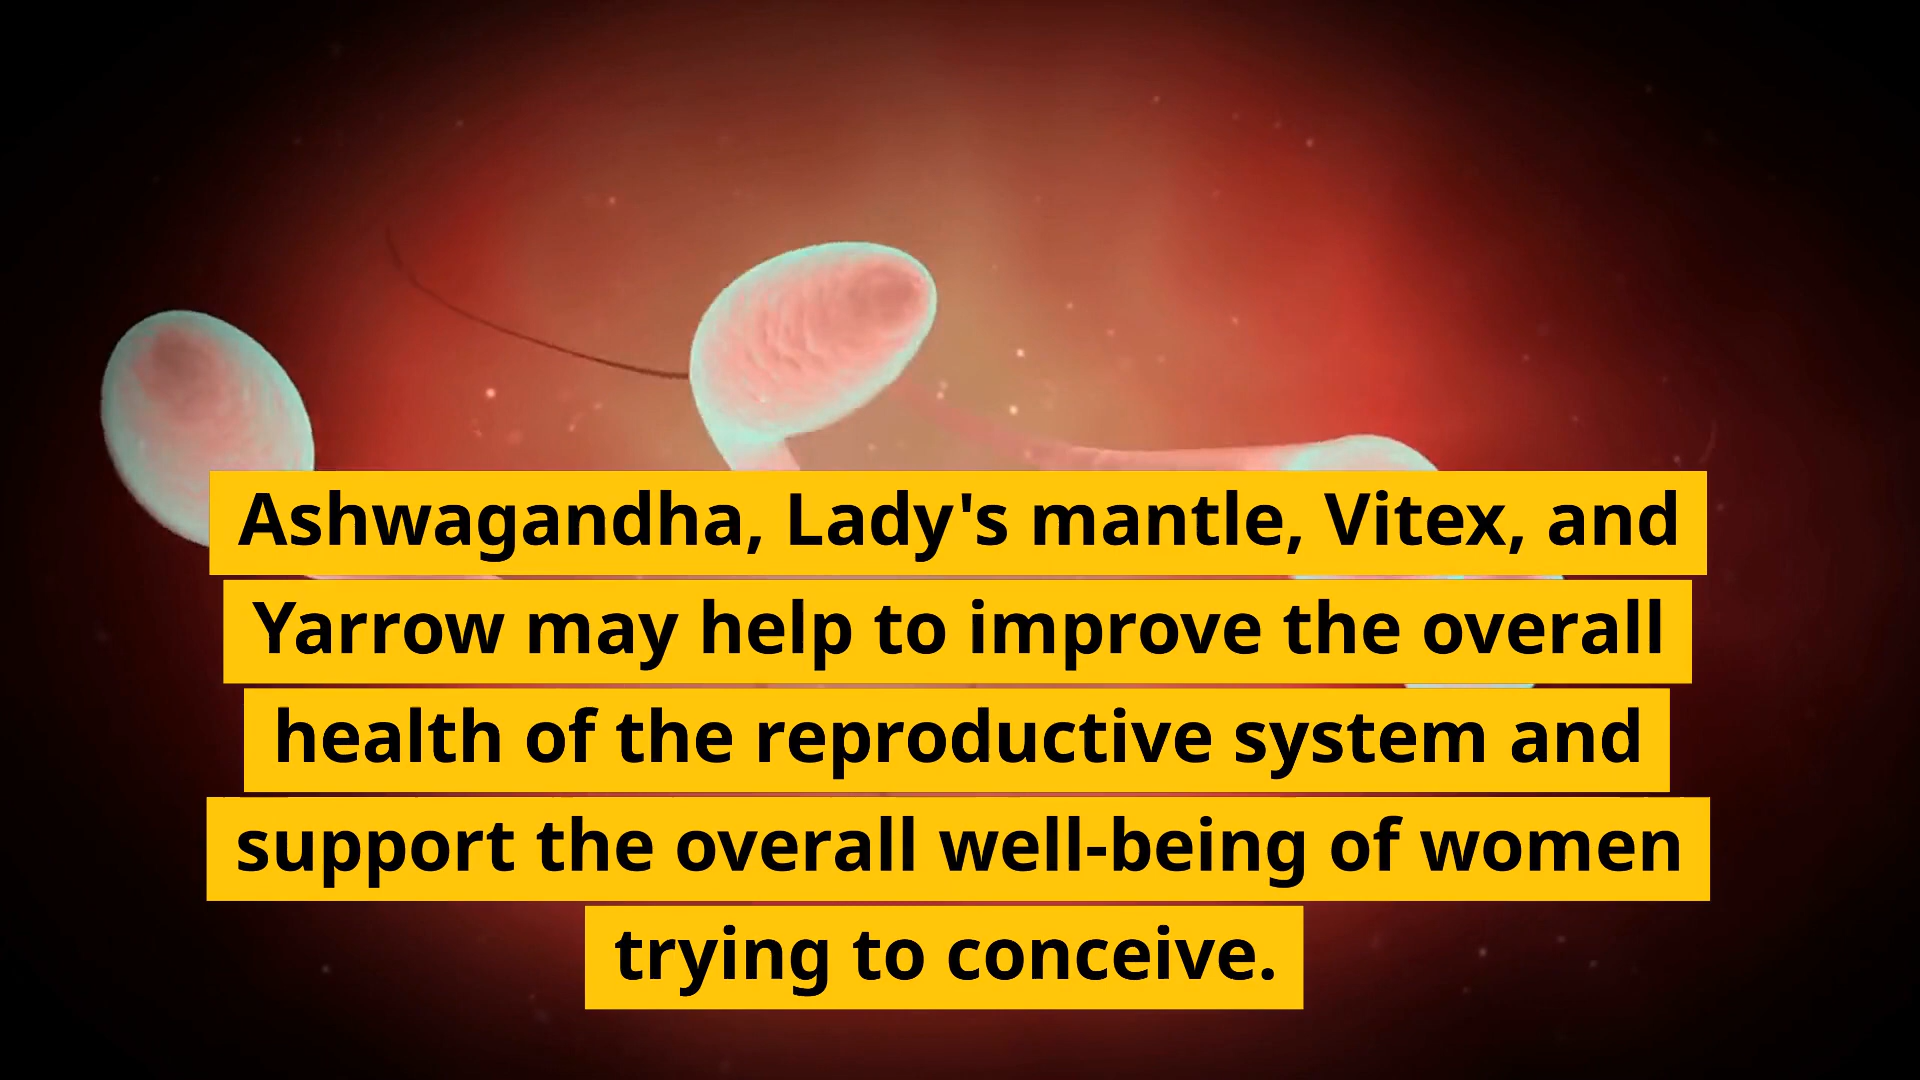 Ashwagandha, Lady's mantle, Vitex, and
Yarrow may help to improve the overall
health of the reproductive system and
support the overall well-being of women
trying to conceive.